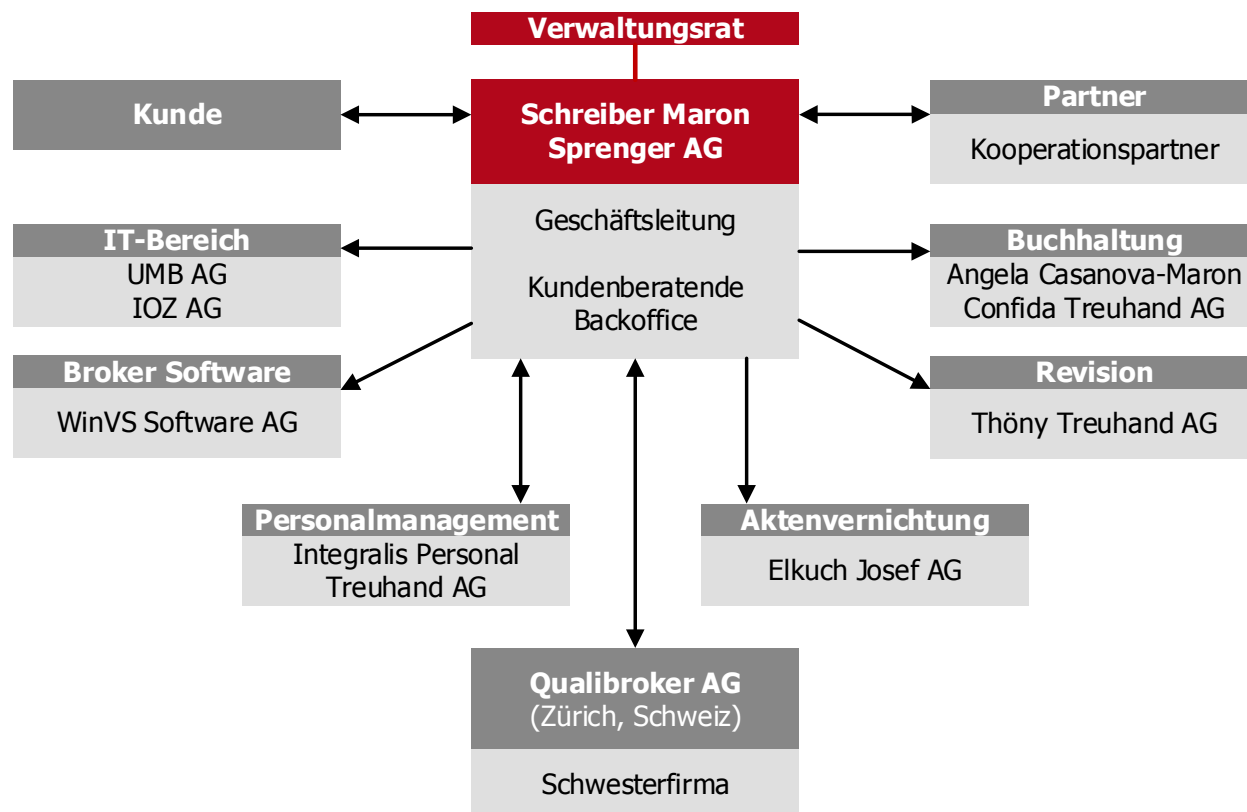 Verwaltungsrat
Kunde
Schreiber Maron
Sprenger AG
Partner
Kooperationspartner
Geschäftsleitung
Kundenberatende
Backoffice
IT-Bereich
UMB AG
IOZ AG
Buchhaltung
Angela Casanova-Maron
Confida Treuhand AG
Broker Software
WinVS Software AG
Revision
Thöny Treuhand AG
Personalmanagement
Integralis Personal
Treuhand AG
Aktenvernichtung
Elkuch Josef AG
Qualibroker AG
(Zürich, Schweiz)
Schwesterfirma